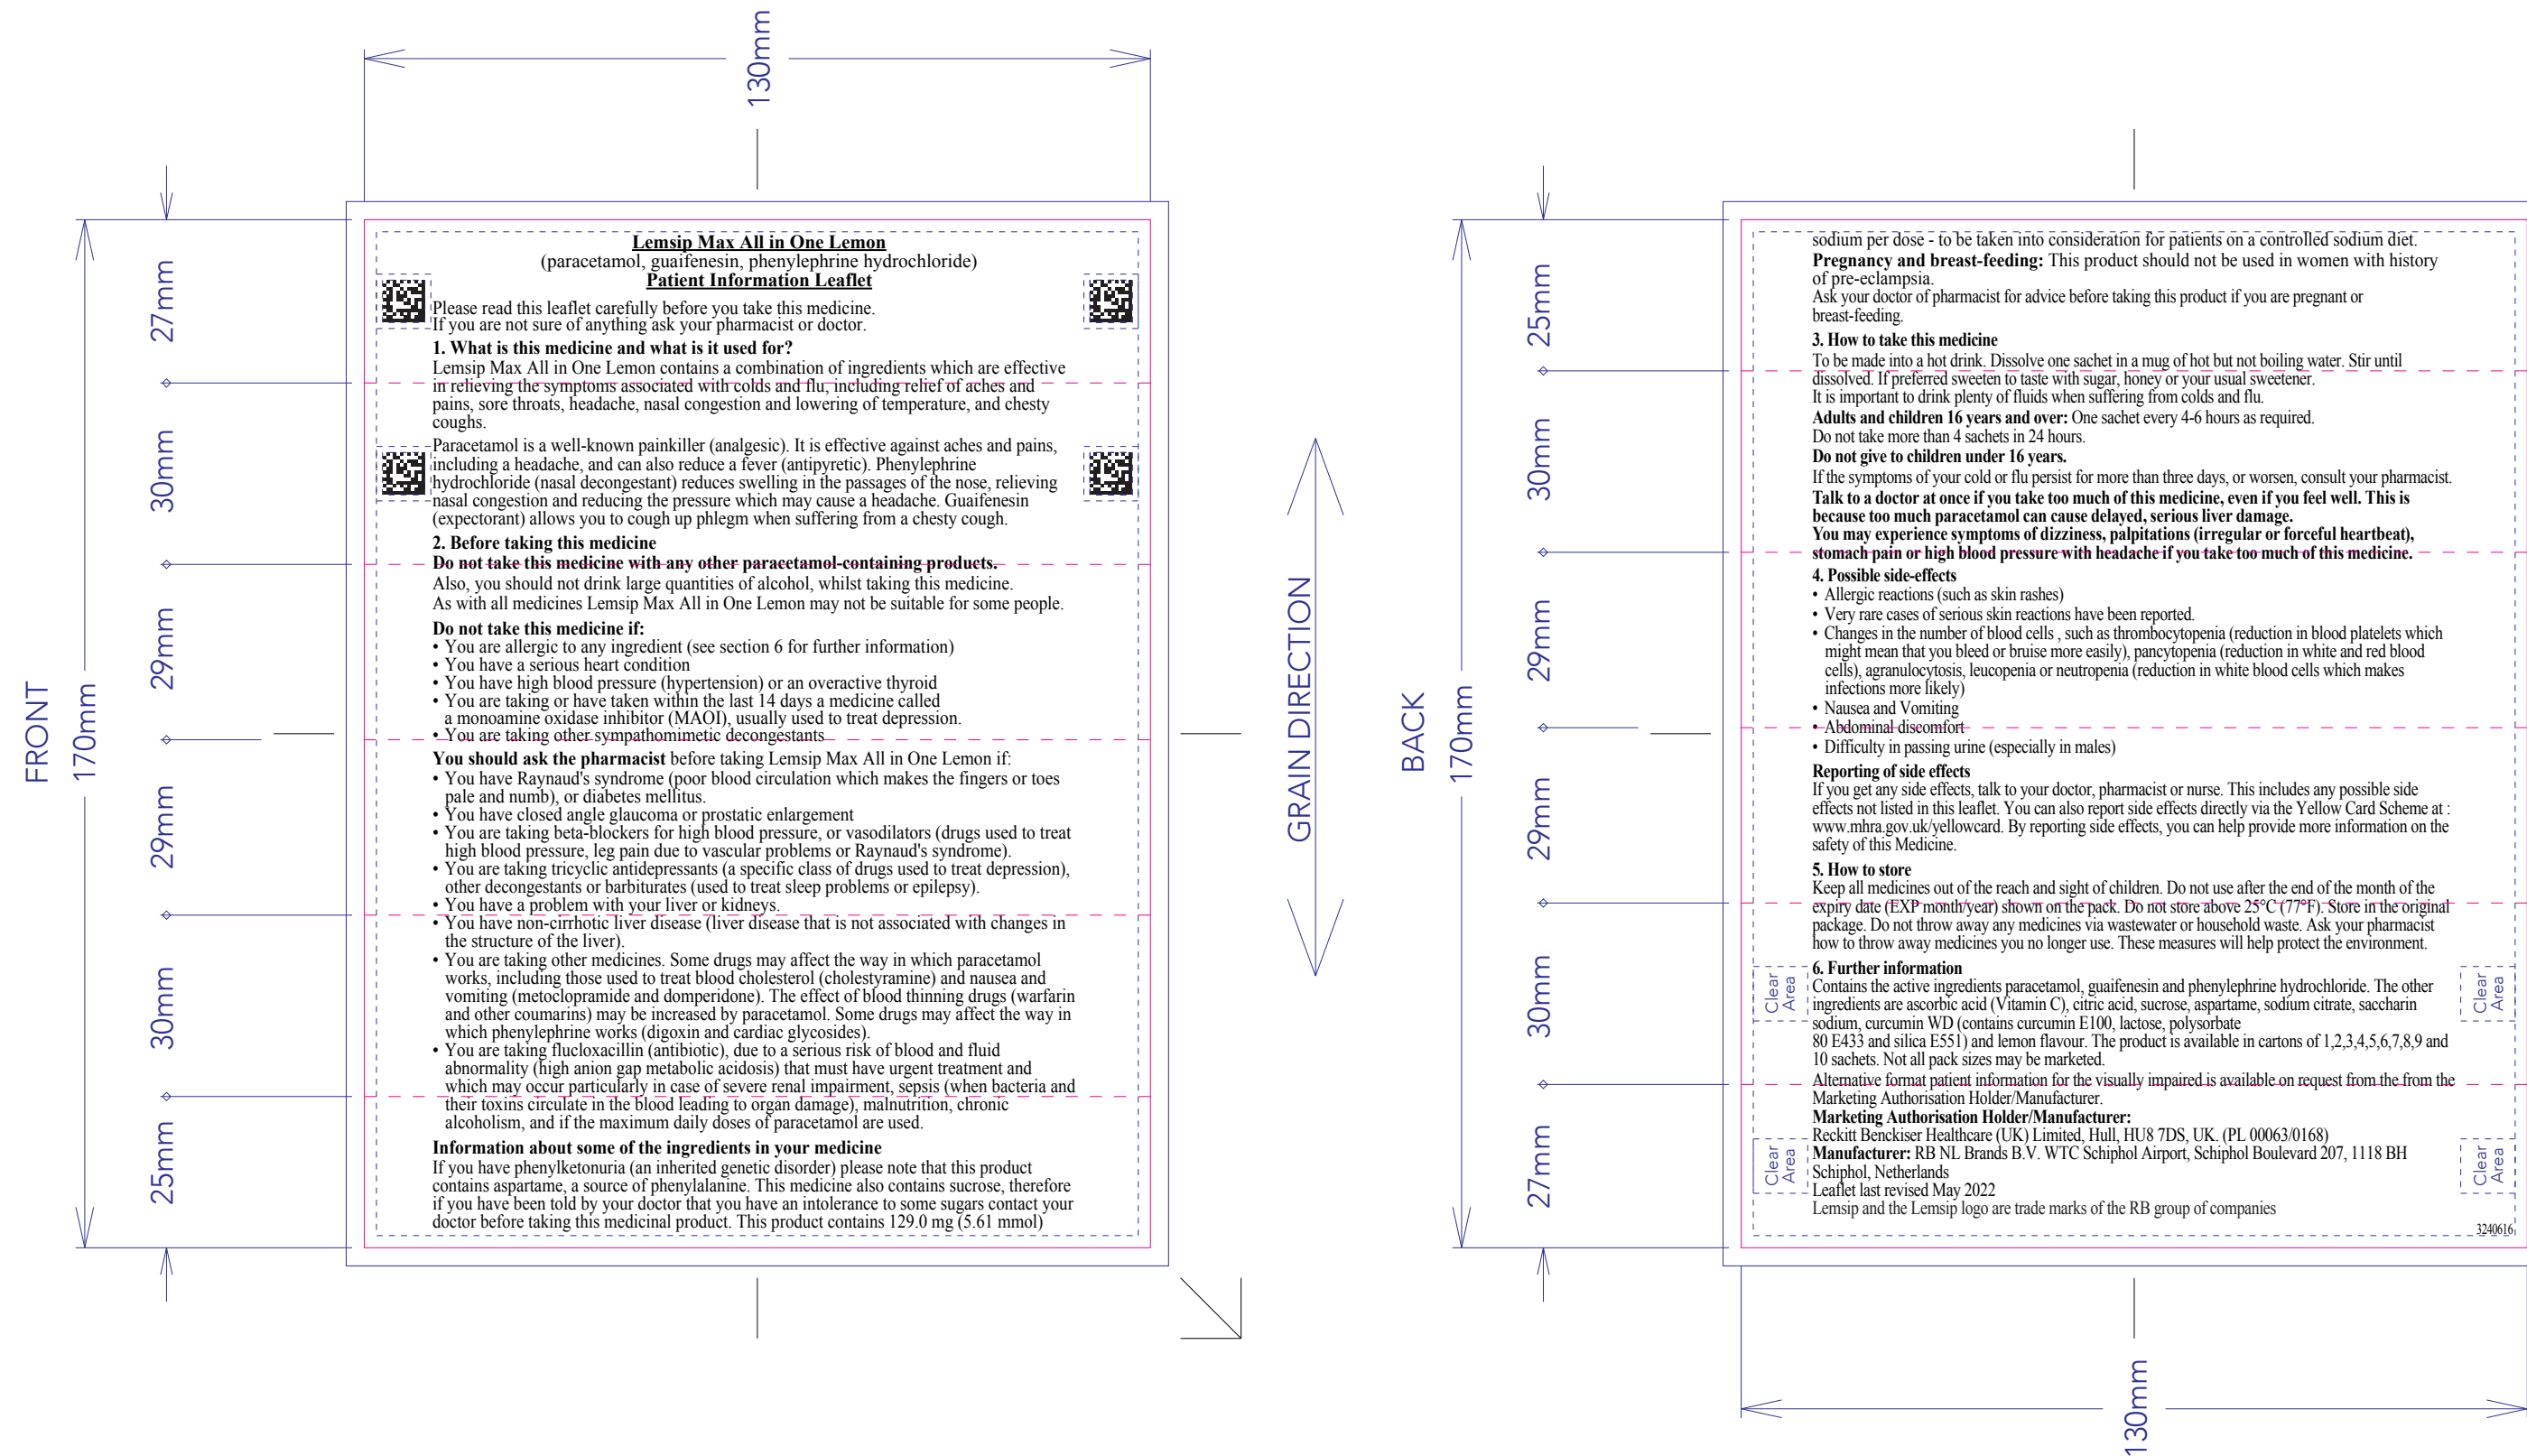 130mm
FRONT
170mm
27mm
30mm
29mm
29mm
30mm
25mm
Lemsip Max All in One Lemon
(paracetamol, guaifenesin, phenylephrine hydrochloride)
Patient Information Leaflet
Please read this leaflet carefully before you take this medicine.
If you are not sure of anything ask your pharmacist or doctor.
1. What is this medicine and what is it used for?
Lemsip Max All in One Lemon contains a combination of ingredients which are effective
in relieving the symptoms associated with colds and flu, including relief of aches and
pains, sore throats, headache, nasal congestion and lowering of temperature, and chesty
coughs.
Paracetamol is a well-known painkiller (analgesic). It is effective against aches and pains,
including a headache, and can also reduce a fever (antipyretic). Phenylephrine
hydrochloride (nasal decongestant) reduces swelling in the passages of the nose, relieving
nasal congestion and reducing the pressure which may cause a headache. Guaifenesin
(expectorant) allows you to cough up phlegm when suffering from a chesty cough.
2. Before taking this medicine
Do not take this medicine with any other paracetamol-containing products.
Also, you should not drink large quantities of alcohol, whilst taking this medicine.
As with all medicines Lemsip Max All in One Lemon may not be suitable for some people.
Do not take this medicine if:
• You are allergic to any ingredient (see section 6 for further information)
• You have a serious heart condition
• You have high blood pressure (hypertension) or an overactive thyroid
• You are taking or have taken within the last 14 days a medicine called
a monoamine oxidase inhibitor (MAOI), usually used to treat depression.
• You are taking other sympathomimetic decongestants
You should ask the pharmacist before taking Lemsip Max All in One Lemon if:
• You have Raynaud's syndrome (poor blood circulation which makes the fingers or toes
pale and numb), or diabetes mellitus.
• You have closed angle glaucoma or prostatic enlargement
• You are taking beta-blockers for high blood pressure, or vasodilators (drugs used to treat
high blood pressure, leg pain due to vascular problems or Raynaud's syndrome).
• You are taking tricyclic antidepressants (a specific class of drugs used to treat depression),
other decongestants or barbiturates (used to treat sleep problems or epilepsy).
• You have a problem with your liver or kidneys.
• You have non-cirrhotic liver disease (liver disease that is not associated with changes in
the structure of the liver).
• You are taking other medicines. Some drugs may affect the way in which paracetamol
works, including those used to treat blood cholesterol (cholestyramine) and nausea and
vomiting (metoclopramide and domperidone). The effect of blood thinning drugs (warfarin
and other coumarins) may be increased by paracetamol. Some drugs may affect the way in
which phenylephrine works (digoxin and cardiac glycosides).
• You are taking flucloxacillin (antibiotic), due to a serious risk of blood and fluid
abnormality (high anion gap metabolic acidosis) that must have urgent treatment and
which may occur particularly in case of severe renal impairment, sepsis (when bacteria and
their toxins circulate in the blood leading to organ damage), malnutrition, chronic
alcoholism, and if the maximum daily doses of paracetamol are used.
Information about some of the ingredients in your medicine
If you have phenylketonuria (an inherited genetic disorder) please note that this product
contains aspartame, a source of phenylalanine. This medicine also contains sucrose, therefore
if you have been told by your doctor that you have an intolerance to some sugars contact your
doctor before taking this medicinal product. This product contains 129.0 mg (5.61 mmol)
GRAIN DIRECTION
BACK
170mm
25mm
30mm
29mm
29mm
30mm
27mm
sodium per dose - to be taken into consideration for patients on a controlled sodium diet.
Pregnancy and breast-feeding: This product should not be used in women with history
of pre-eclampsia.
Ask your doctor of pharmacist for advice before taking this product if you are pregnant or
breast-feeding.
3. How to take this medicine
To be made into a hot drink. Dissolve one sachet in a mug of hot but not boiling water. Stir until
dissolved. If preferred sweeten to taste with sugar, honey or your usual sweetener.
It is important to drink plenty of fluids when suffering from colds and flu.
Adults and children 16 years and over: One sachet every 4-6 hours as required.
Do not take more than 4 sachets in 24 hours.
Do not give to children under 16 years.
If the symptoms of your cold or flu persist for more than three days, or worsen, consult your pharmacist.
Talk to a doctor at once if you take too much of this medicine, even if you feel well. This is
because too much paracetamol can cause delayed, serious liver damage.
You may experience symptoms of dizziness, palpitations (irregular or forceful heartbeat),
stomach pain or high blood pressure with headache if you take too much of this medicine.
4. Possible side-effects
• Allergic reactions (such as skin rashes)
• Very rare cases of serious skin reactions have been reported.
• Changes in the number of blood cells , such as thrombocytopenia (reduction in blood platelets which
might mean that you bleed or bruise more easily), pancytopenia (reduction in white and red blood
cells), agranulocytosis, leucopenia or neutropenia (reduction in white blood cells which makes
infections more likely)
• Nausea and Vomiting
• Abdominal discomfort
• Difficulty in passing urine (especially in males)
Reporting of side effects
If you get any side effects, talk to your doctor, pharmacist or nurse. This includes any possible side
effects not listed in this leaflet. You can also report side effects directly via the Yellow Card Scheme at :
www.mhra.gov.uk/yellowcard. By reporting side effects, you can help provide more information on the
safety of this Medicine.
5. How to store
Keep all medicines out of the reach and sight of children. Do not use after the end of the month of the
expiry date (EXP month/year) shown on the pack. Do not store above 25°C (77°F). Store in the original
package. Do not throw away any medicines via wastewater or household waste. Ask your pharmacist
how to throw away medicines you no longer use. These measures will help protect the environment.
6. Further information
Contains the active ingredients paracetamol, guaifenesin and phenylephrine hydrochloride. The other
ingredients are ascorbic acid (Vitamin C), citric acid, sucrose, aspartame, sodium citrate, saccharin
sodium, curcumin WD (contains curcumin E100, lactose, polysorbate
80 E433 and silica E551) and lemon flavour. The product is available in cartons of 1,2,3,4,5,6,7,8,9 and
10 sachets. Not all pack sizes may be marketed.
Alternative format patient information for the visually impaired is available on request from the from the
Marketing Authorisation Holder/Manufacturer.
Marketing Authorisation Holder/Manufacturer:
Reckitt Benckiser Healthcare (UK) Limited, Hull, HU8 7DS, UK. (PL 00063/0168)
Manufacturer: RB NL Brands B.V. WTC Schiphol Airport, Schiphol Boulevard 207, 1118 BH
Schiphol, Netherlands
Leaflet last revised May 2022
Lemsip and the Lemsip logo are trade marks of the RB group of companies
3240616
Clear
Area
Clear
Area
Clear
Area
Clear
Area
130mm